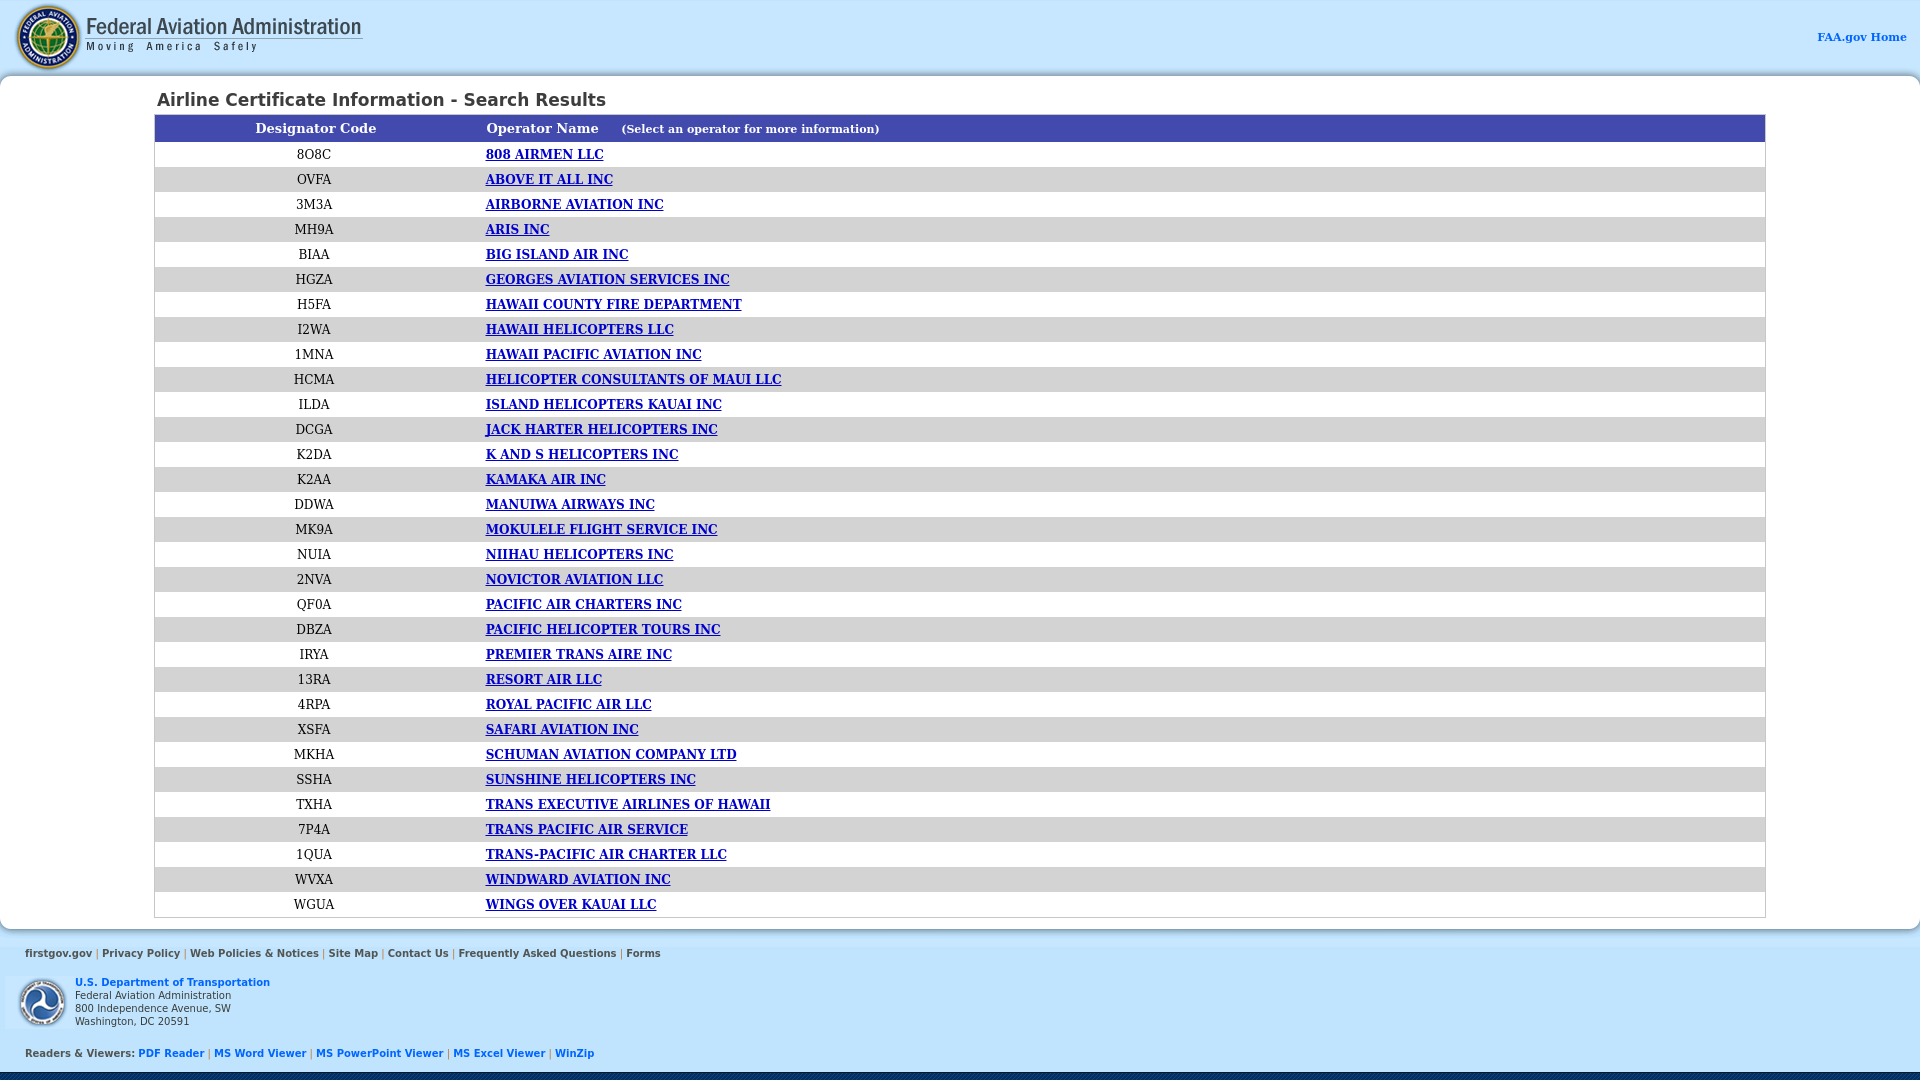 Federal Aviation Administration
Moving America Safely
FAA.gov Home
Airline Certificate Information - Search Results
Designator Code Operator Name (Select an operator for more information)
8O8C 808 AIRMEN LLC
OVFA ABOVE IT ALL INC
3M3A AIRBORNE AVIATION INC
MH9A ARIS INC
BIAA BIG ISLAND AIR INC
HGZA GEORGES AVIATION SERVICES INC
H5FA HAWAII COUNTY FIRE DEPARTMENT
I2WA HAWAII HELICOPTERS LLC
1MNA HAWAII PACIFIC AVIATION INC
HCMA HELICOPTER CONSULTANTS OF MAUI LLC
ILDA ISLAND HELICOPTERS KAUAI INC
DCGA JACK HARTER HELICOPTERS INC
K2DA K AND S HELICOPTERS INC
K2AA KAMAKA AIR INC
DDWA MANUIWA AIRWAYS INC
MK9A MOKULELE FLIGHT SERVICE INC
NUIA NIIHAU HELICOPTERS INC
2NVA NOVICTOR AVIATION LLC
QF0A PACIFIC AIR CHARTERS INC
DBZA PACIFIC HELICOPTER TOURS INC
IRYA PREMIER TRANS AIRE INC
13RA RESORT AIR LLC
4RPA ROYAL PACIFIC AIR LLC
XSFA SAFARI AVIATION INC
MKHA SCHUMAN AVIATION COMPANY LTD
SSHA SUNSHINE HELICOPTERS INC
TXHA TRANS EXECUTIVE AIRLINES OF HAWAII
7P4A TRANS PACIFIC AIR SERVICE
1QUA TRANS-PACIFIC AIR CHARTER LLC
WVXA WINDWARD AVIATION INC
WGUA WINGS OVER KAUAI LLC
firstgov.gov | Privacy Policy | Web Policies & Notices | Site Map | Contact Us | Frequently Asked Questions | Forms
U.S. Department of Transportation
Federal Aviation Administration
800 Independence Avenue, SW
Washington, DC 20591
Readers & Viewers: PDF Reader | MS Word Viewer | MS PowerPoint Viewer | MS Excel Viewer | WinZip